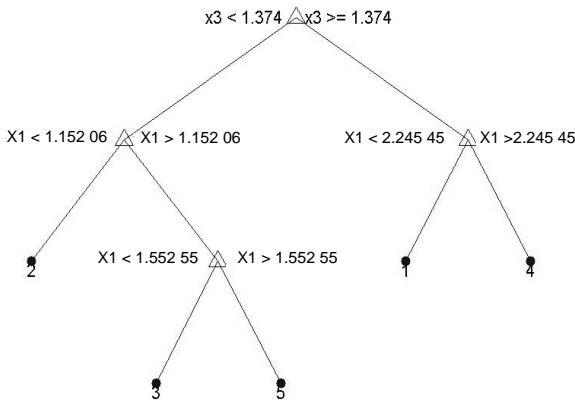 x3 < 1.374 x3 >= 1.374
X1 < 1.152 06 X1 > 1.152 06 X1 < 2.245 45 X1 >2.245 45
2 X1 < 1.552 55 X1 > 1.552 55 1 4
3 5